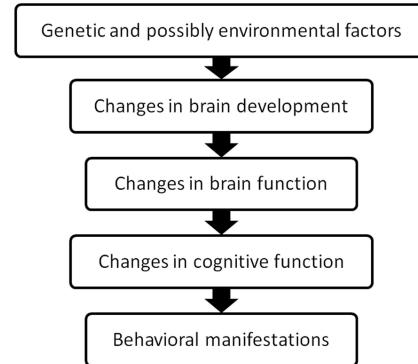 Genetic and possibly environmental factors
Changes in brain development
Changes in brain function
Changes in cognitive function
Behavioral manifestations